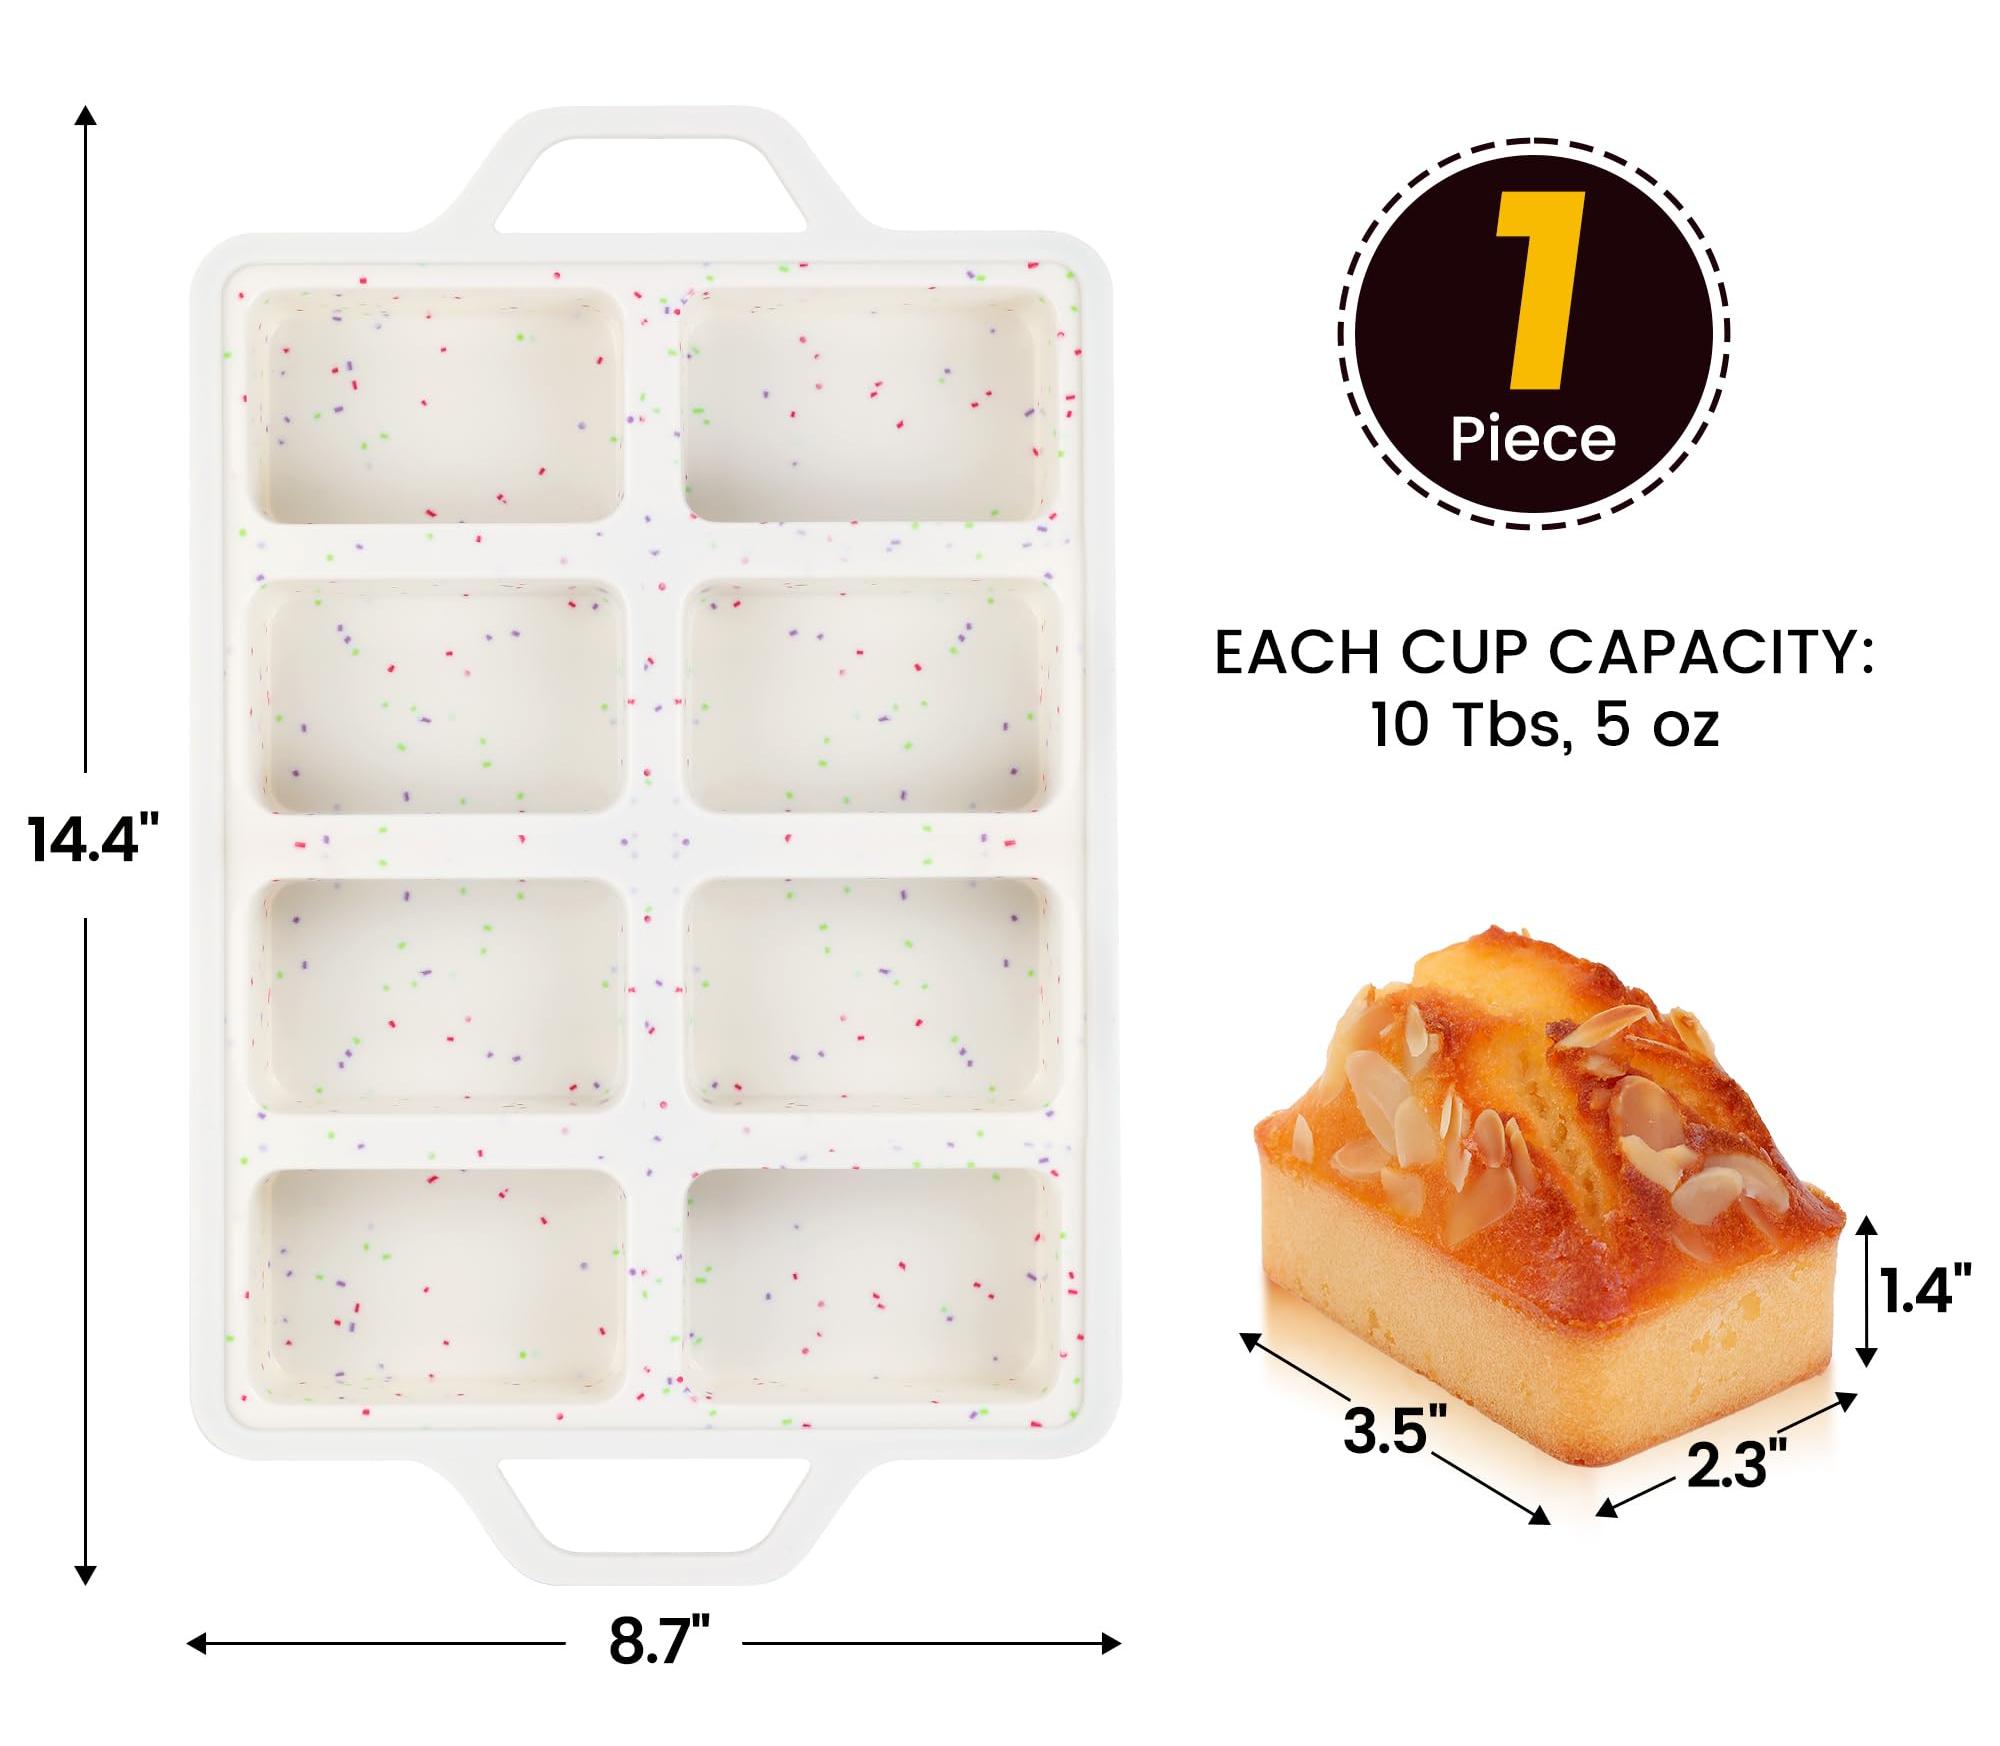 1
Piece
EACH CUP CAPACITY:
10 Tbs, 5 oz
14.4"
8.7"
1.4"
3.5"
2.3"